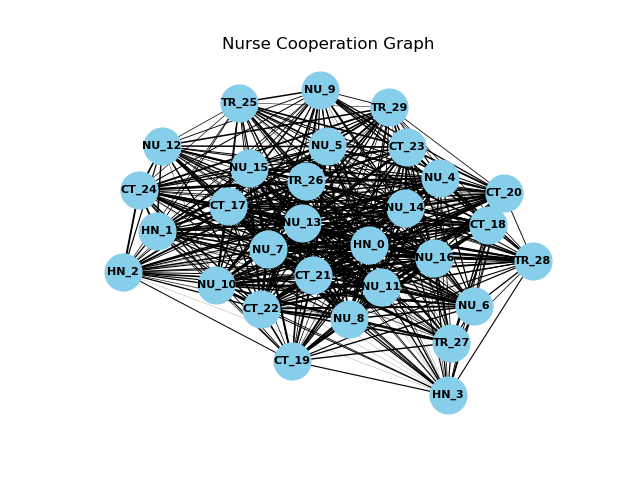 Nurse Cooperation Graph
NU_9
TR_25
TR_29
NU_12
NU_5
CT_23
NU_15
TR_26
NU_4
CT_24
CT_20
CT_17
NU_14
NU_13
CT_18
HN_1
HN_0
NU_7
NU_16
TR_28
HN_2
CT_21
NU_10
NU_11
CT_22
NU_6
NU_8
TR_27
CT_19
HN_3